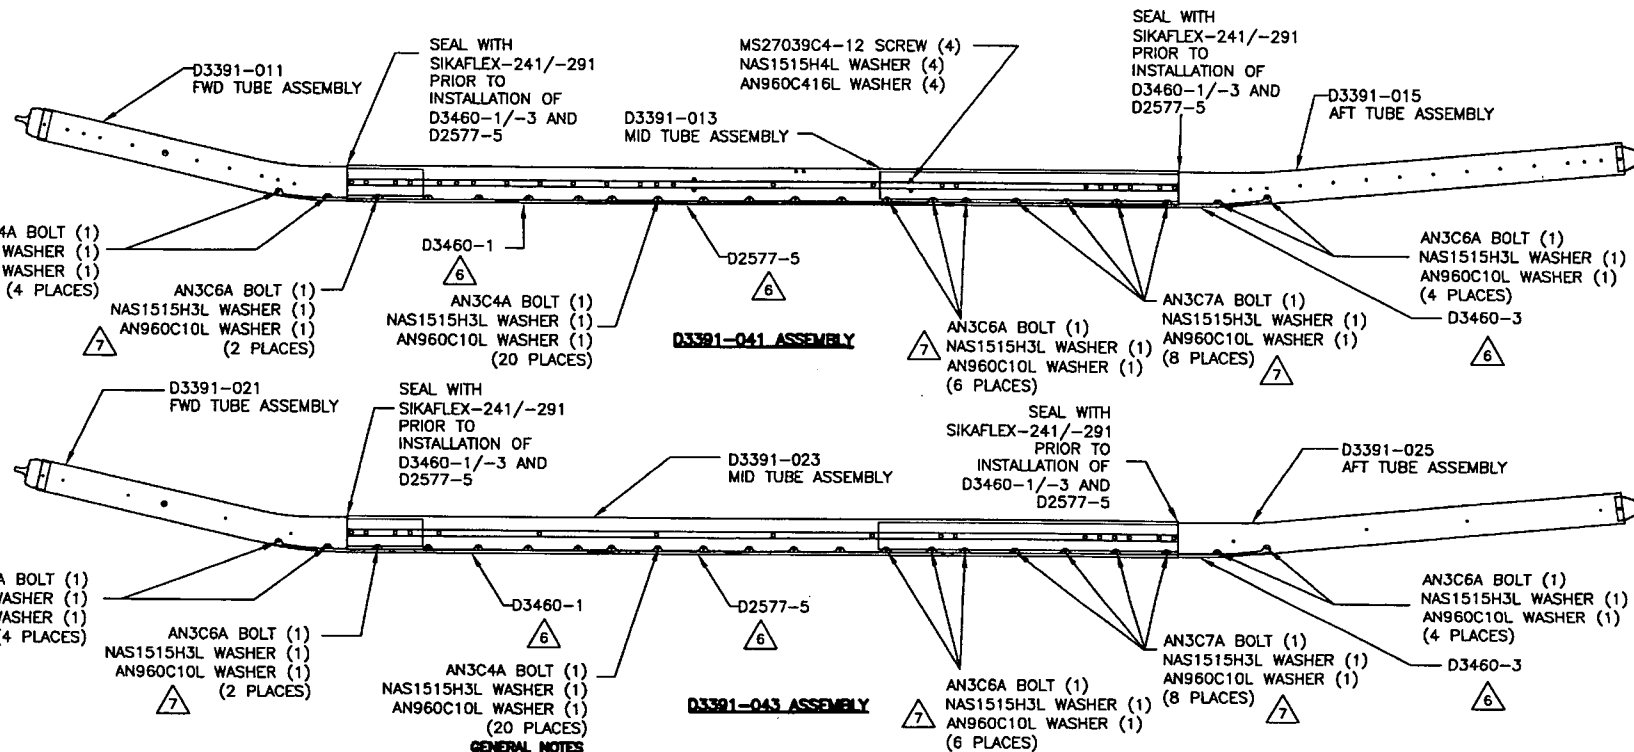 SEAL WITH
SIKAFLEX-241/-291
PRIOR TO
INSTALLATION OF
D3460-1/-3 AND
D2577-5
MS27039C4-12 SCREW (4)
NAS1515H4L WASHER (4)
AN960C416L WASHER (4)
SEAL WITH
SIKAFLEX-241/-291
PRIOR TO
INSTALLATION OF
D3460-1/-3 AND
D2577-5
D3391-011
FWD TUBE ASSEMBLY
D3391-013
MID TUBE ASSEMBLY
D3391-015
AFT TUBE ASSEMBLY
BOLT (1)
WASHER (1)
WASHER (1)
(4 PLACES)
AN3C6A BOLT (1)
NAS1515H3L WASHER (1)
AN960C10L WASHER (1)
(2 PLACES)
7
D3460-1
6
AN3C4A BOLT (1)
NAS1515H3L WASHER (1)
AN960C10L WASHER (1)
(20 PLACES)
D2577-5
6
D3391-041 ASSEMBLY
7
AN3C6A BOLT (1)
NAS1515H3L WASHER (1)
AN960C10L WASHER (1)
(6 PLACES)
AN3C7A BOLT (1)
NAS1515H3L WASHER (1)
AN960C10L WASHER (1)
(8 PLACES)
7
AN3C6A BOLT (1)
NAS1515H3L WASHER (1)
AN960C10L WASHER (1)
(4 PLACES)
D3460-3
6
D3391-021
FWD TUBE ASSEMBLY
SEAL WITH
SIKAFLEX-241/-291
PRIOR TO
INSTALLATION OF
D3460-1/-3 AND
D2577-5
D3391-023
MID TUBE ASSEMBLY
SEAL WITH
SIKAFLEX-241/-291
PRIOR TO
INSTALLATION OF
D3460-1/-3 AND
D2577-5
D3391-025
AFT TUBE ASSEMBLY
BOLT (1)
WASHER (1)
WASHER (1)
(4 PLACES)
AN3C6A BOLT (1)
NAS1515H3L WASHER (1)
AN960C10L WASHER (1)
(2 PLACES)
7
D3460-1
6
AN3C4A BOLT (1)
NAS1515H3L WASHER (1)
AN960C10L WASHER (1)
(20 PLACES)
D2577-5
6
D3391-043 ASSEMBLY
7
AN3C6A BOLT (1)
NAS1515H3L WASHER (1)
AN960C10L WASHER (1)
(6 PLACES)
AN3C7A BOLT (1)
NAS1515H3L WASHER (1)
AN960C10L WASHER (1)
(8 PLACES)
7
AN3C6A BOLT (1)
NAS1515H3L WASHER (1)
AN960C10L WASHER (1)
(4 PLACES)
D3460-3
6
GENERAL NOTES